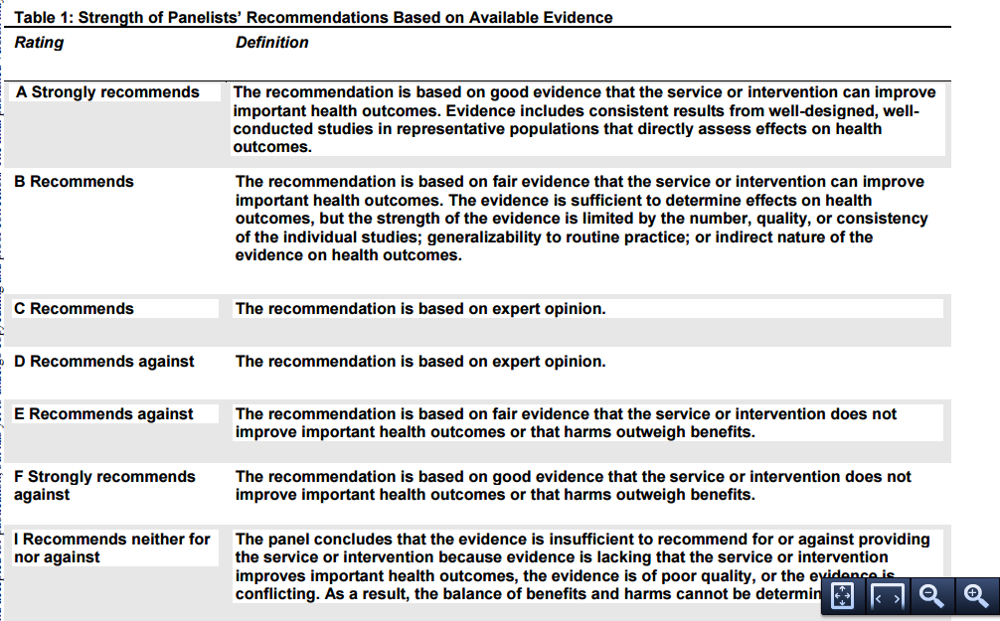 Table 1: Strength of Panelists' Recommendations Based on Available Evidence
Rating Definition
A Strongly recommends The recommendation is based on good evidence that the service or intervention can improve
important health outcomes. Evidence includes consistent results from well-designed, well-
conducted studies in representative populations that directly assess effects on health
outcomes.
B Recommends The recommendation is based on fair evidence that the service or intervention can improve
important health outcomes. The evidence is sufficient to determine effects on health
outcomes, but the strength of the evidence is limited by the number, quality, or consistency
of the individual studies; generalizability to routine practice; or indirect nature of the
evidence on health outcomes.
C Recommends The recommendation is based on expert opinion.
D Recommends against The recommendation is based on expert opinion.
E Recommends against The recommendation is based on fair evidence that the service or intervention does not
improve important health outcomes or that harms outweigh benefits.
F Strongly recommends
against
The recommendation is based on good evidence that the service or intervention does not
improve important health outcomes or that harms outweigh benefits.
I Recommends neither for
nor against
The panel concludes that the evidence is insufficient to recommend for or against providing
the service or intervention because evidence is lacking that the service or intervention
improves important health outcomes, the evidence is of poor quality, or the evidence is
conflicting. As a result, the balance of benefits and harms cannot be determin